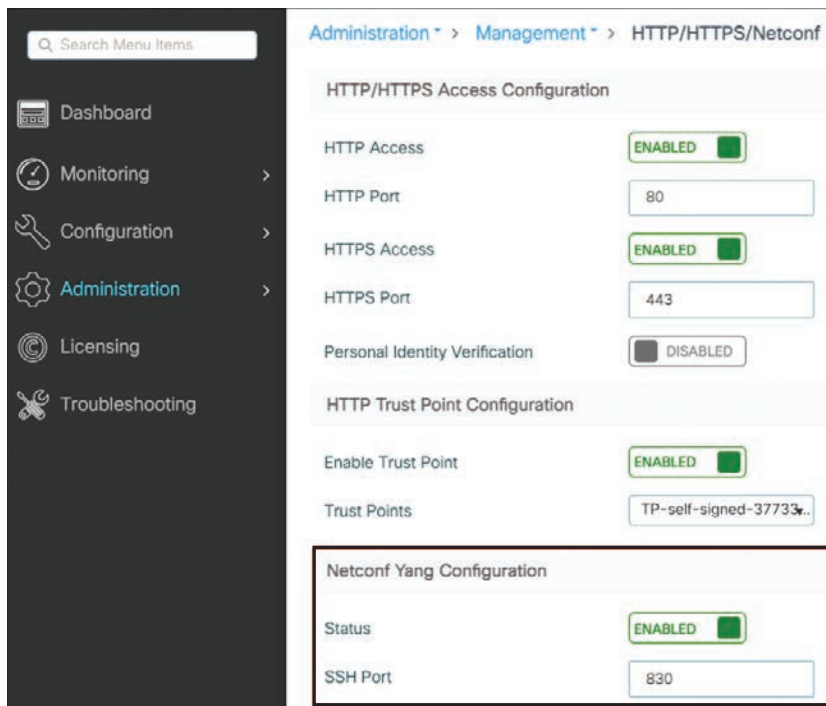 Search Menu Items
Dashboard
Monitoring
Configuration
Administration
Licensing
Troubleshooting
Administration > Management > HTTP/HTTPS/Netconf
HTTP/HTTPS Access Configuration
HTTP Access ENABLED
HTTP Port 80
HTTPS Access ENABLED
HTTPS Port 443
Personal Identity Verification DISABLED
HTTP Trust Point Configuration
Enable Trust Point ENABLED
Trust Points TP-self-signed-37733...
Netconf Yang Configuration
Status ENABLED
SSH Port 830